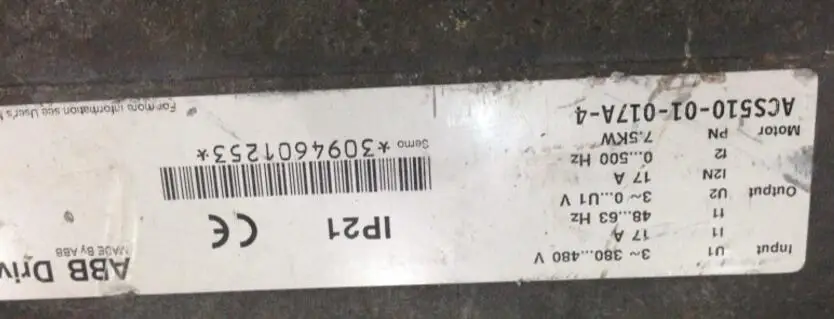 ABB Driv
MADE By ABB
IP21
CE
Serno *3094601253*
For more information see User's
Input U1 3~ 380...480 V
I1 17 A
f1 48...63 Hz
Output U2 3~ 0...U1 V
I2N 17 A
f2 0...500 Hz
Motor PN 7.5KW
ACS510-01-017A-4